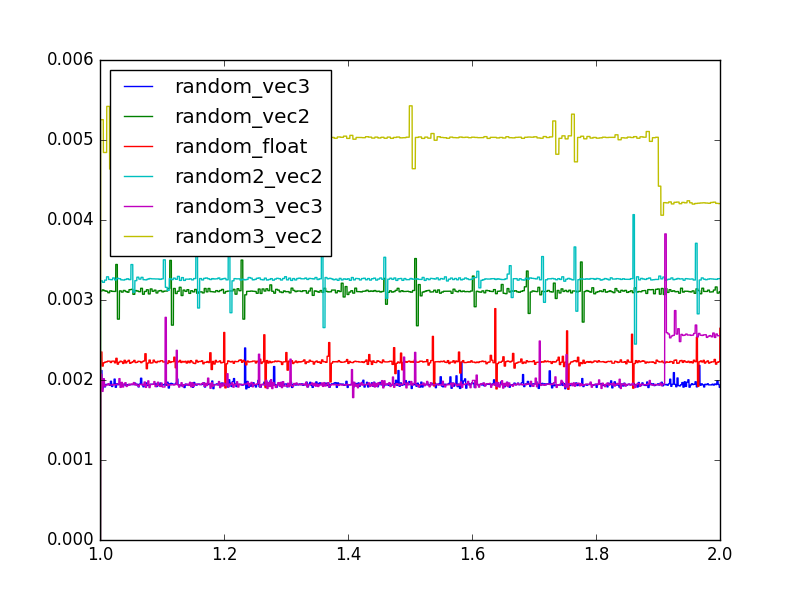 0.006
0.005
0.004
0.003
0.002
0.001
0.000
random_vec3
random_vec2
random_float
random2_vec2
random3_vec3
random3_vec2
1.0 1.2 1.4 1.6 1.8 2.0